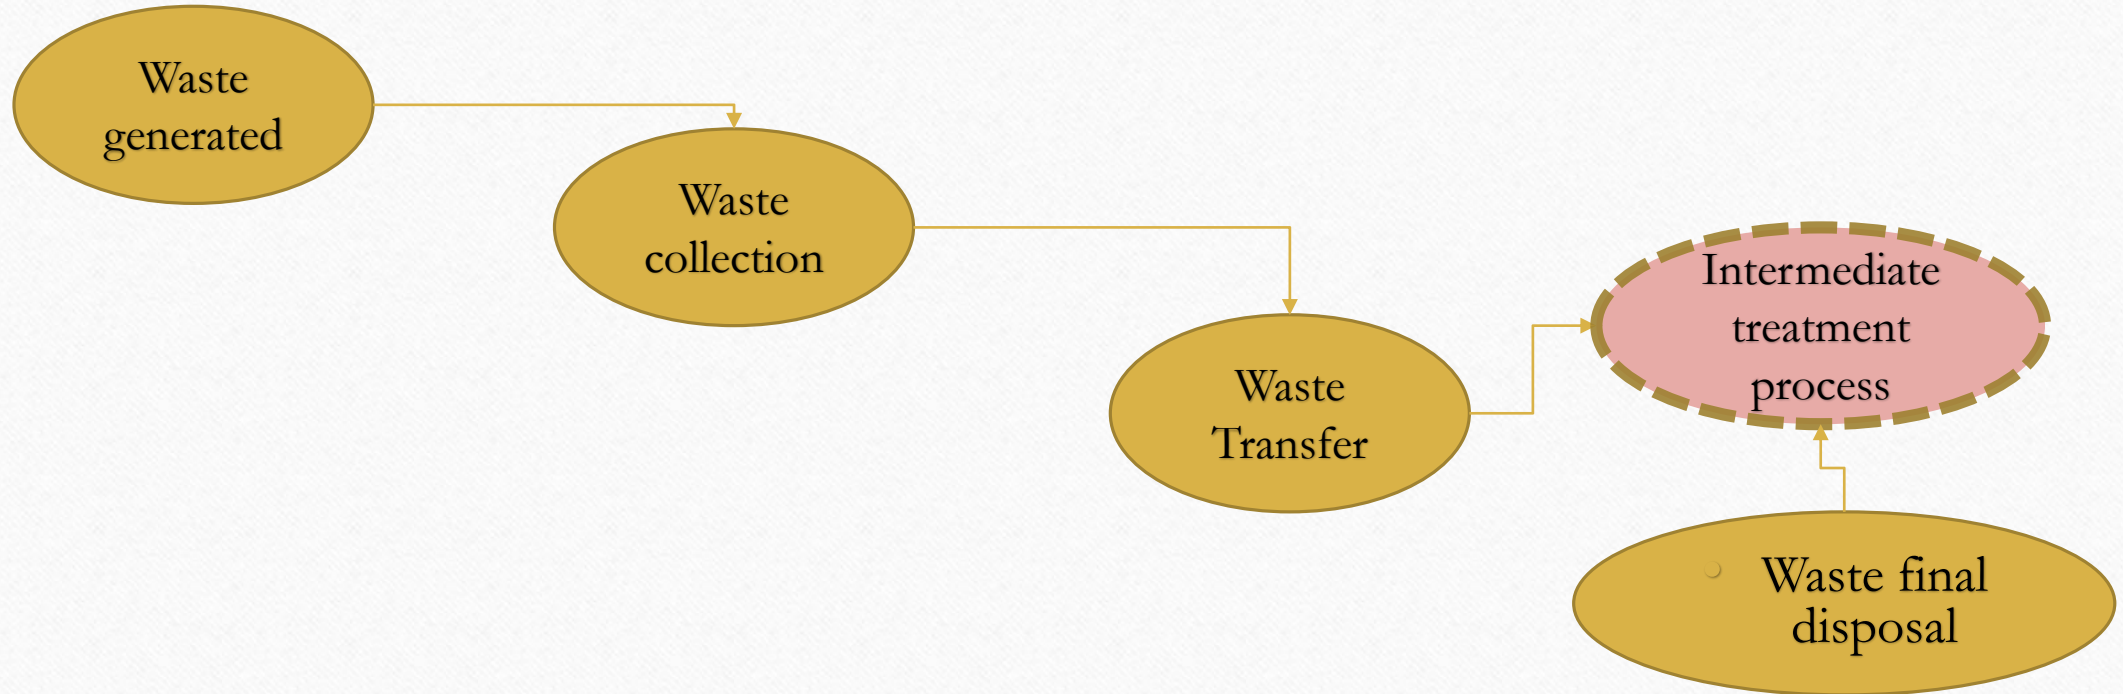 Waste
generated
Waste
collection
Waste
Transfer
Intermediate
treatment
process
Waste final
disposal